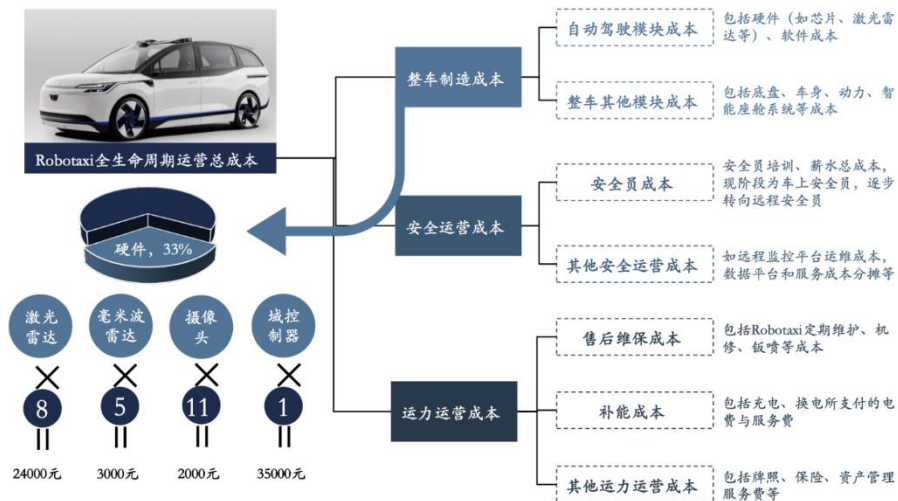 Robotaxi全生命周期运营总成本
硬件，33%
激光
雷达
毫米波
雷达
摄像
头
域控
制器
8
5
11
1
24000元
3000元
2000元
35000元
整车制造成本
自动驾驶模块成本
包括硬件（如芯片、激光雷
达等）、软件成本
整车其他模块成本
包括底盘、车身、动力、智
能座舱系统等成本
安全运营成本
安全员成本
安全员培训、薪水总成本，
现阶段为车上安全员，逐步
转向远程安全员
其他安全运营成本
如远程监控平台运维成本，
数据平台和服务成本分摊等
运力运营成本
售后维保成本
包括Robotaxi定期维护、机
修、钣喷等成本
补能成本
包括充电、换电所支付的电
费与服务费
其他运力运营成本
包括牌照、保险、资产管理
服务费等